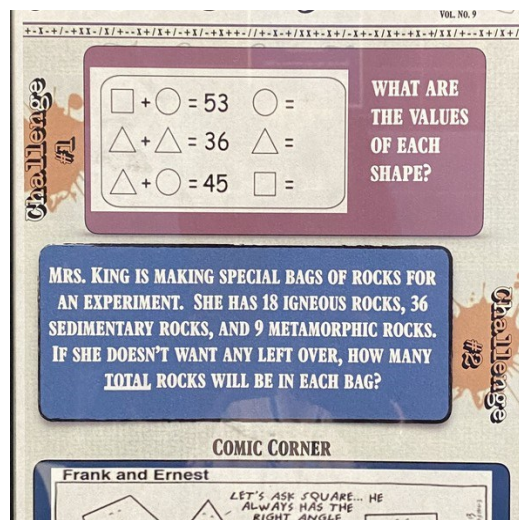 VOL. NO. 9
Challenge
#1
□ + ○ = 53 ○ =
△ + △ = 36 △ =
△ + ○ = 45 □ =
WHAT ARE
THE VALUES
OF EACH
SHAPE?
MRS. KING IS MAKING SPECIAL BAGS OF ROCKS FOR
AN EXPERIMENT. SHE HAS 18 IGNEOUS ROCKS, 36
SEDIMENTARY ROCKS, AND 9 METAMORPHIC ROCKS.
IF SHE DOESN'T WANT ANY LEFT OVER, HOW MANY
TOTAL ROCKS WILL BE IN EACH BAG?
Challenge
#2
COMIC CORNER
Frank and Ernest
LET'S ASK SQUARE... HE
ALWAYS HAS THE
RIGHT ANGLE